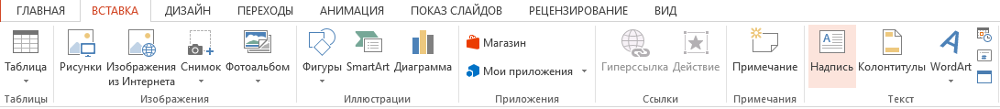 ГЛАВНАЯ ВСТАВКА ДИЗАЙН ПЕРЕХОДЫ АНИМАЦИЯ ПОКАЗ СЛАЙДОВ РЕЦЕНЗИРОВАНИЕ ВИД
Магазин
Мои приложения
Таблица Рисунки Изображения Снимок Фотоальбом Фигуры SmartArt Диаграмма Гиперссылка Действие Примечание Надпись Колонтитулы WordArt
из Интернета
Таблицы Изображения Иллюстрации Приложения Ссылки Примечания Текст